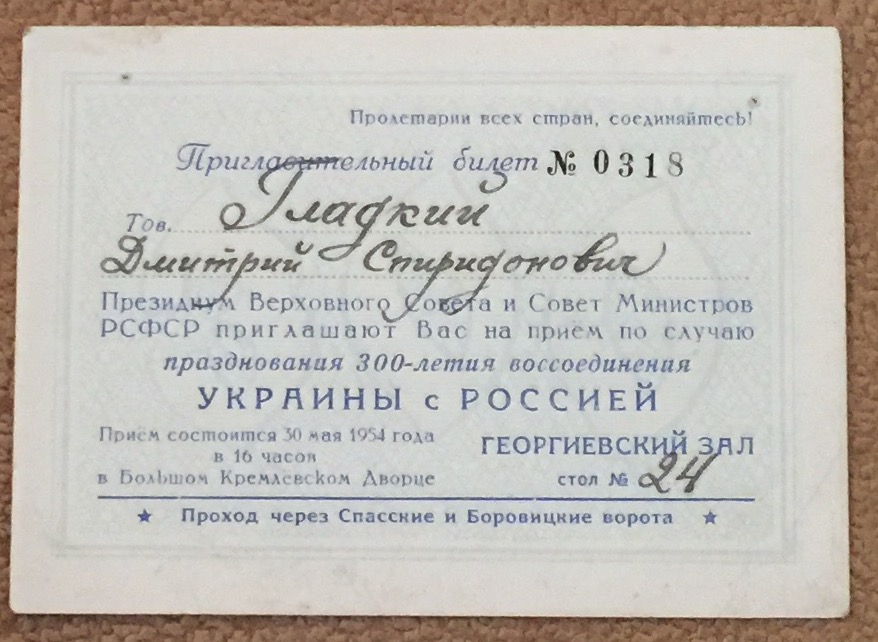 Пролетарии всех стран, соединяйтесь!
Пригласительный билет № 0318
Тов. Гладкий
Дмитрий Спиридонович
Президиум Верховного Совета и Совет Министров
РСФСР приглашают Вас на приём по случаю
празднования 300-летия воссоединения
УКРАИНЫ с РОССИЕЙ
Приём состоится 30 мая 1954 года
в 16 часов
в Большом Кремлёвском Дворце
ГЕОРГИЕВСКИЙ ЗАЛ
стол № 24
★ Проход через Спасские и Боровицкие ворота ★